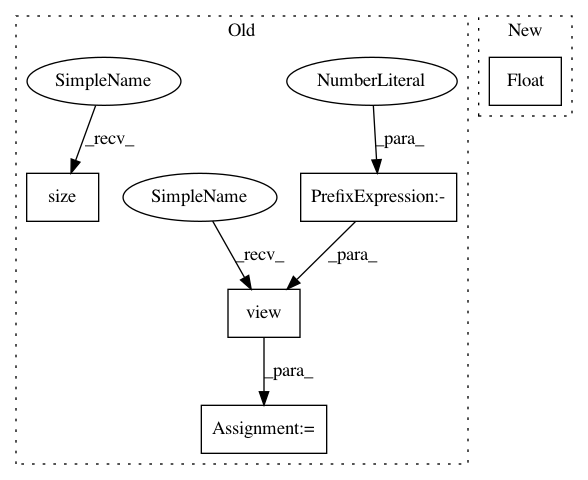 Old
New
SimpleName
NumberLiteral
Float
_recv_
_para_
size
SimpleName
PrefixExpression:-
_recv_
_para_
view
_para_
Assignment:=